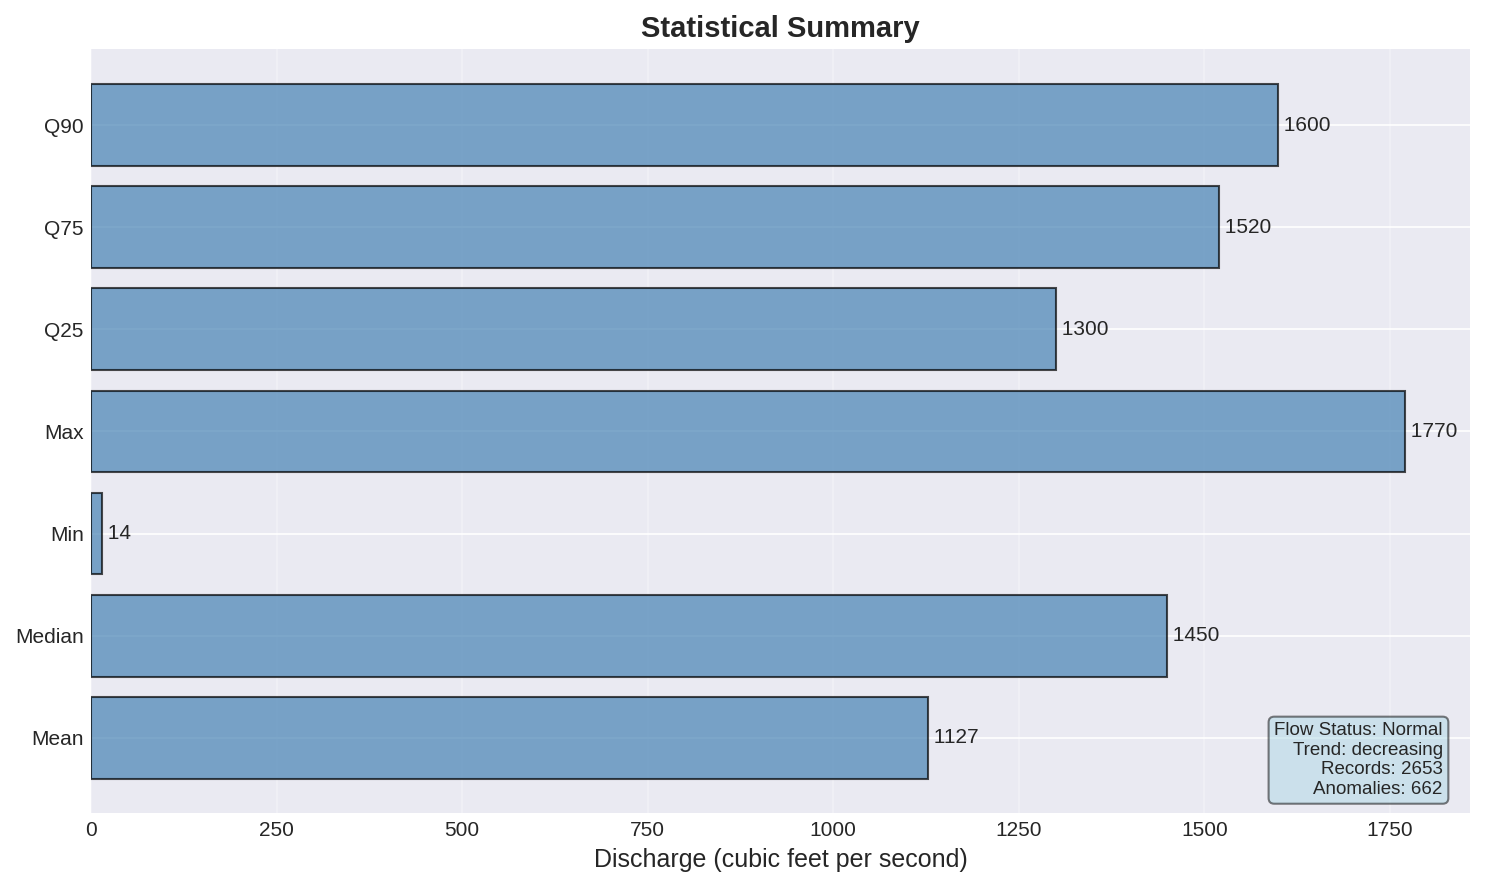 Statistical Summary
Q90
1600
Q75
1520
Q25
1300
Max
1770
Min
14
Median
1450
Mean
1127
Flow Status: Normal
Trend: decreasing
Records: 2653
Anomalies: 662
0 250 500 750 1000 1250 1500 1750
Discharge (cubic feet per second)